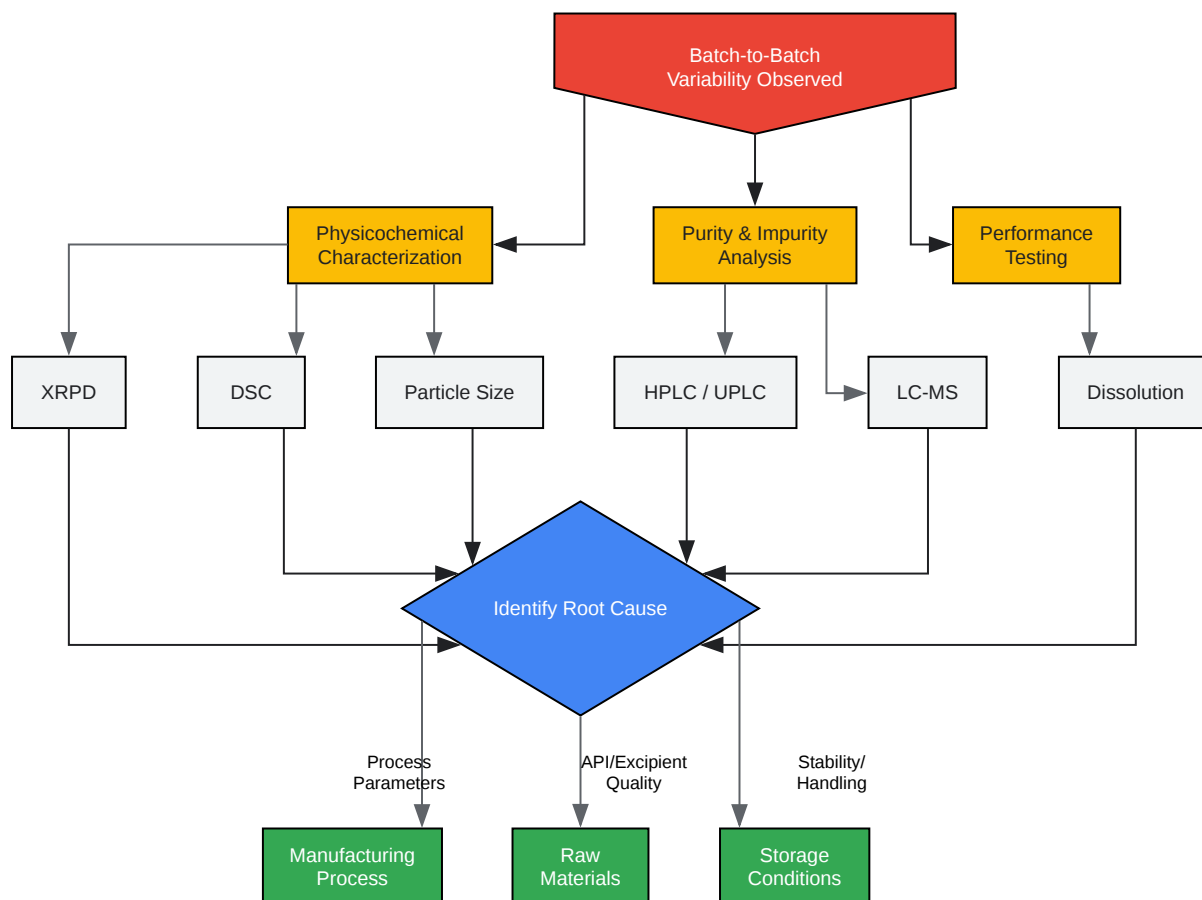 Batch-to-Batch
Variability Observed
Physicochemical
Characterization
Purity & Impurity
Analysis
Performance
Testing
XRPD
DSC
Particle Size
HPLC / UPLC
LC-MS
Dissolution
Identify Root Cause
Process
Parameters
API/Excipient
Quality
Stability/
Handling
Manufacturing
Process
Raw
Materials
Storage
Conditions